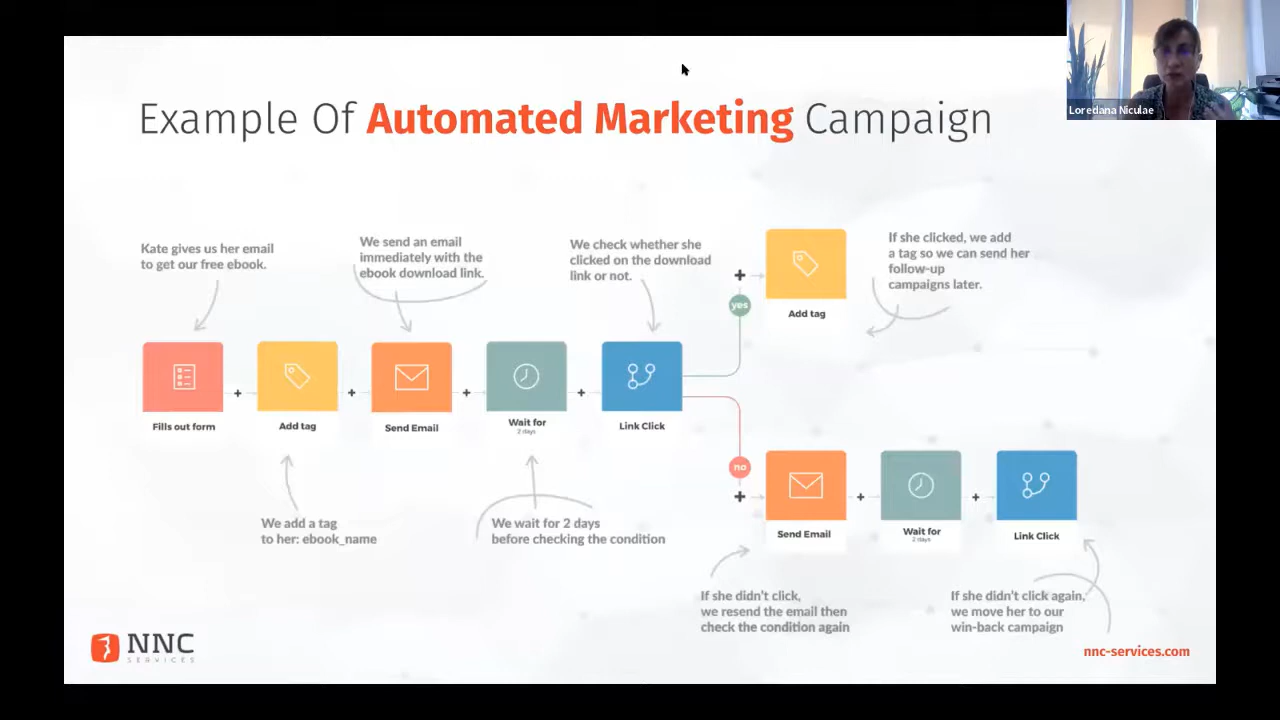 Loredana Niculae
Example Of Automated Marketing Campaign
Kate gives us her email
to get our free ebook.
We send an email
immediately with the
ebook download link.
We check whether she
clicked on the download
link or not.
If she clicked, we add
a tag so we can send her
follow-up
campaigns later.
yes
Add tag
Fills out form
Add tag
Send Email
Wait for
2 days
Link Click
no
We add a tag
to her: ebook_name
We wait for 2 days
before checking the condition
Send Email
Wait for
2 days
Link Click
If she didn't click,
we resend the email then
check the condition again
If she didn't click again,
we move her to our
win-back campaign
NNC
SERVICES
nnc-services.com